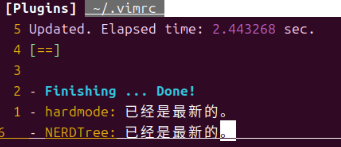 [Plugins] ~/.vimrc
5 Updated. Elapsed time: 2.443268 sec.
4 [==]
3
2 - Finishing ... Done!
1 - hardmode: 已经是最新的。
6 - NERDTree: 已经是最新的。